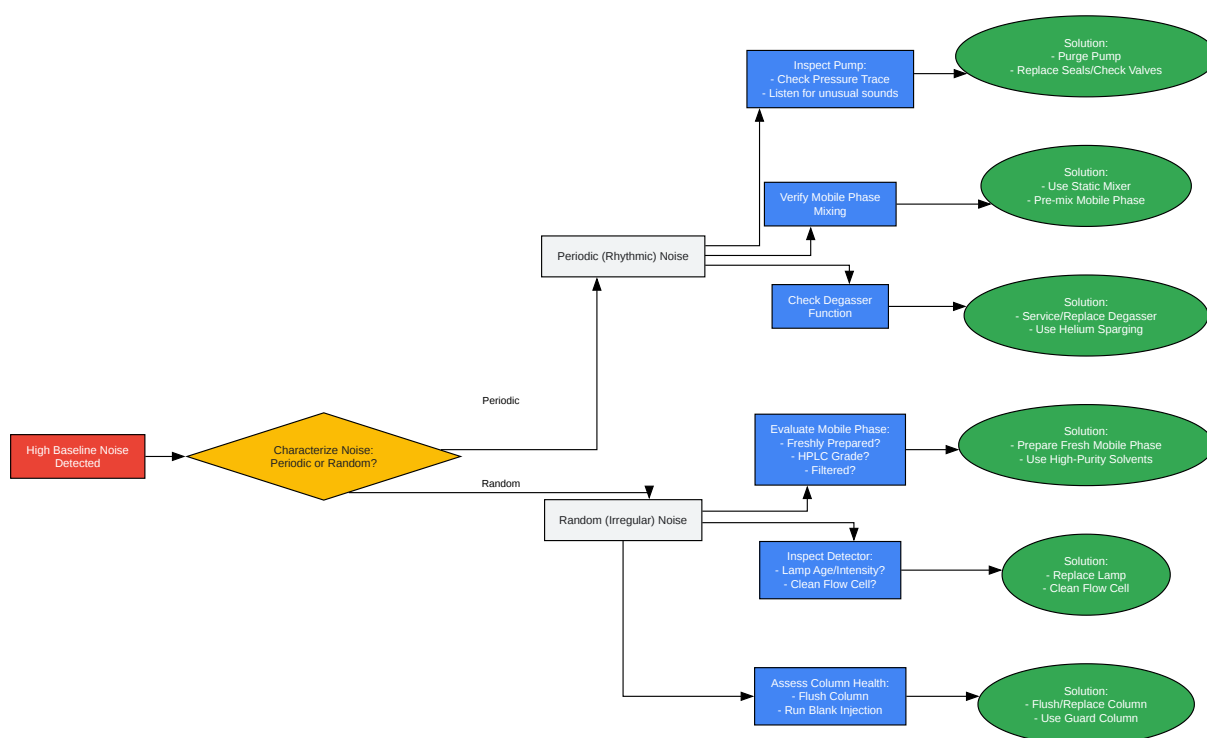 High Baseline Noise
Detected
Characterize Noise:
Periodic or Random?
Periodic
Random
Periodic (Rhythmic) Noise
Random (Irregular) Noise
Inspect Pump:
- Check Pressure Trace
- Listen for unusual sounds
Solution:
- Purge Pump
- Replace Seals/Check Valves
Verify Mobile Phase
Mixing
Solution:
- Use Static Mixer
- Pre-mix Mobile Phase
Check Degasser
Function
Solution:
- Service/Replace Degasser
- Use Helium Sparging
Evaluate Mobile Phase:
- Freshly Prepared?
- HPLC Grade?
- Filtered?
Solution:
- Prepare Fresh Mobile Phase
- Use High-Purity Solvents
Inspect Detector:
- Lamp Age/Intensity?
- Clean Flow Cell?
Solution:
- Replace Lamp
- Clean Flow Cell
Assess Column Health:
- Flush Column
- Run Blank Injection
Solution:
- Flush/Replace Column
- Use Guard Column